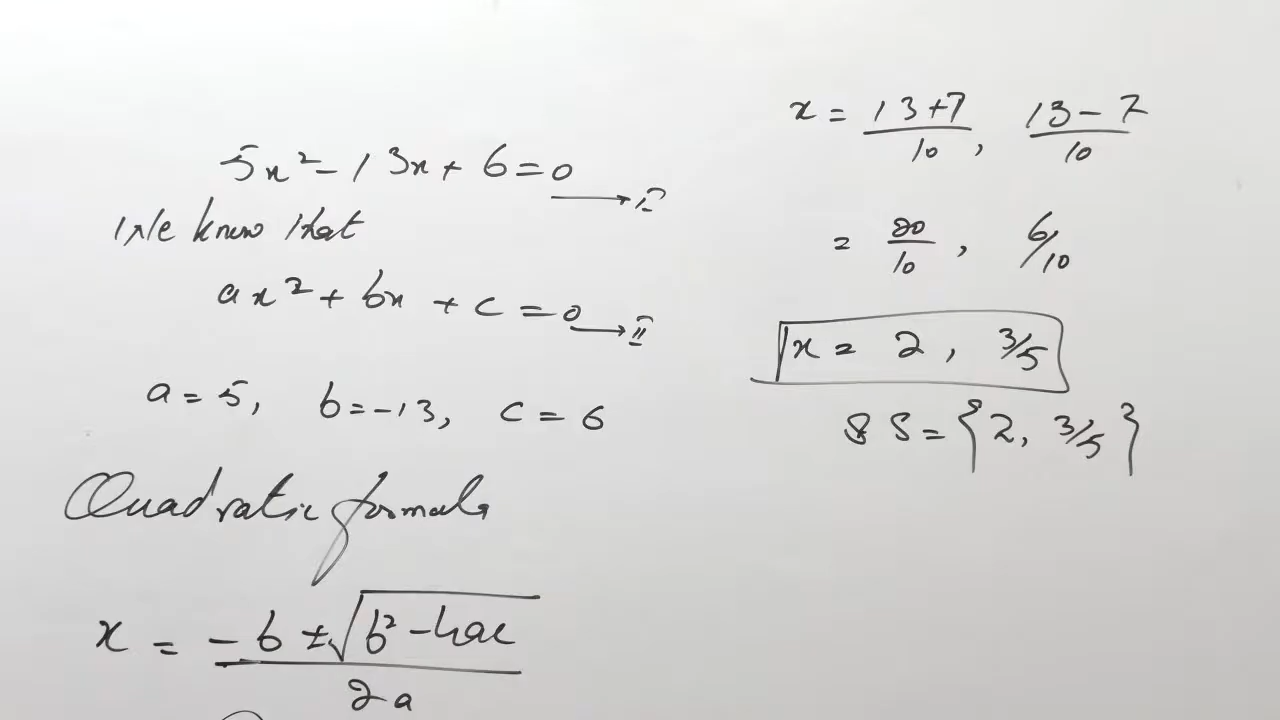 5x² - 13x + 6 = 0 → I
We know that
ax² + bx + c = 0 → II
a = 5, b = -13, c = 6
Quadratic formula
x = -b ± √(b² - 4ac) / 2a
x = 13+7/10, 13-7/10
= 20/10, 6/10
x = 2, 3/5
SS = {2, 3/5}